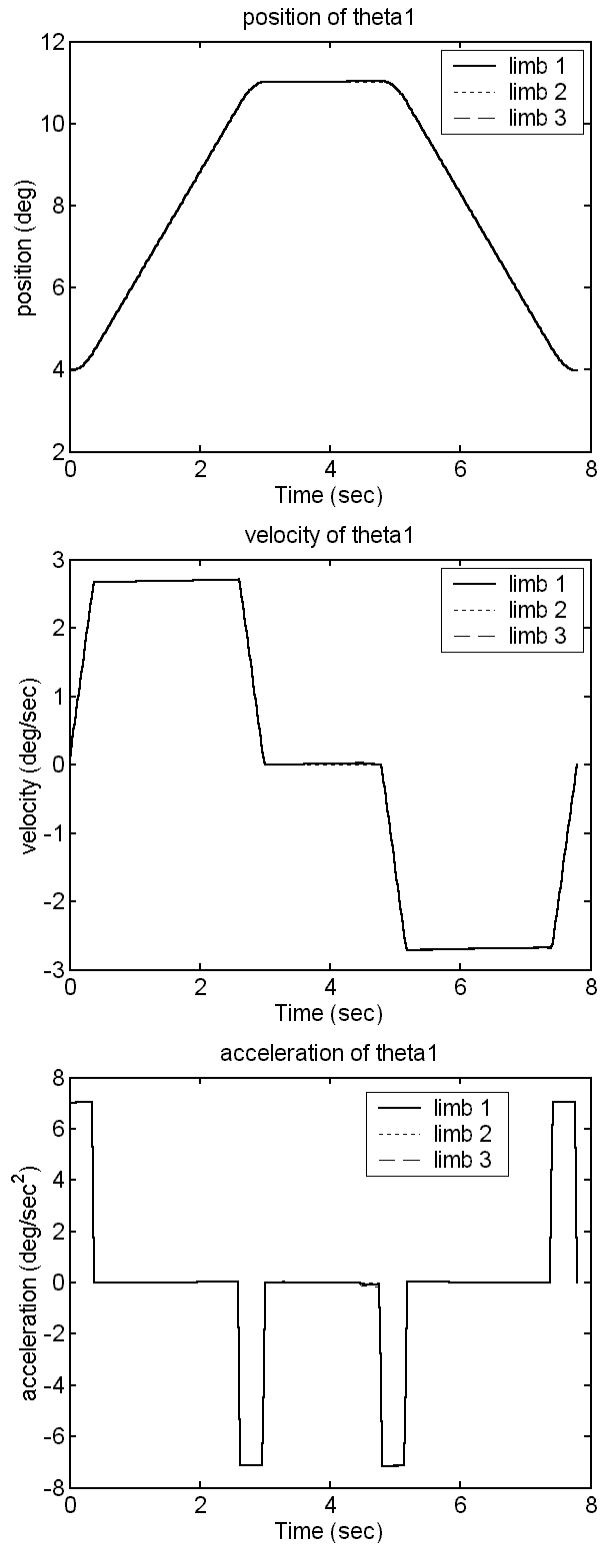 position of theta1
12
10
8
6
4
2
position (deg)
limb 1
limb 2
limb 3
0 2 4 6 8
Time (sec)
velocity of theta1
3
2
1
0
-1
-2
-3
velocity (deg/sec)
limb 1
limb 2
limb 3
0 2 4 6 8
Time (sec)
acceleration of theta1
8
6
4
2
0
-2
-4
-6
-8
acceleration (deg/sec²)
limb 1
limb 2
limb 3
0 2 4 6 8
Time (sec)